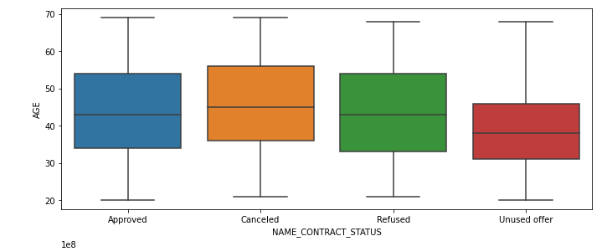 70
60
50
40
30
20
AGE
Approved
Canceled
Refused
Unused offer
NAME_CONTRACT_STATUS
1e8